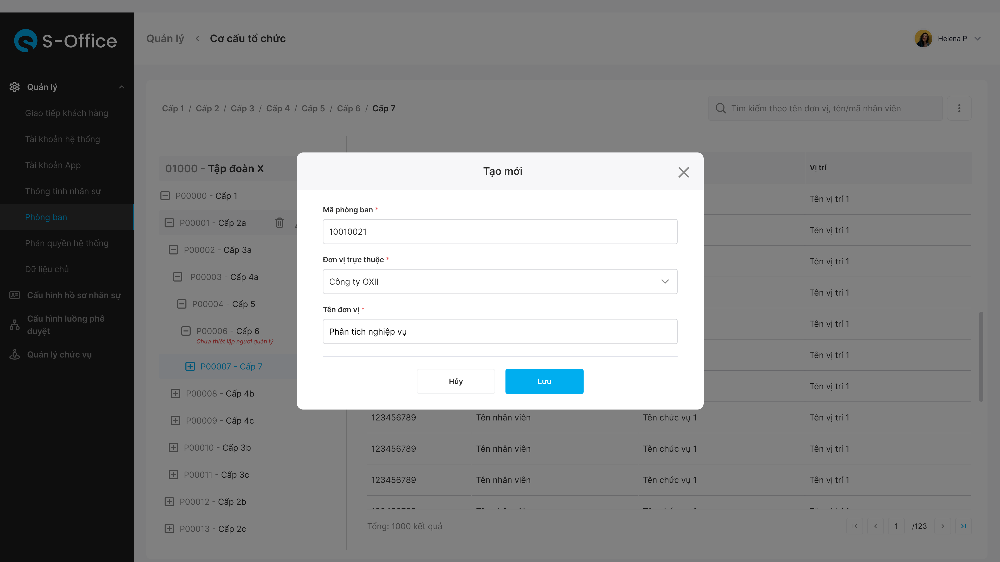 S-Office
Quản lý
Giao tiếp khách hàng
Tài khoản hệ thống
Tài khoản App
Thông tinh nhân sự
Phòng ban
Phân quyền hệ thống
Dữ liệu chủ
Cấu hình hồ sơ nhân sự
Cấu hình luồng phê
duyệt
Quản lý chức vụ
Quản lý < Cơ cấu tổ chức
Helena P
Cấp 1 / Cấp 2 / Cấp 3 / Cấp 4 / Cấp 5 / Cấp 6 / Cấp 7
Tìm kiếm theo tên đơn vị, tên/mã nhân viên
01000 - Tập đoàn X
P00000 - Cấp 1
P00001 - Cấp 2a
P00002 - Cấp 3a
P00003 - Cấp 4a
P00004 - Cấp 5
P00006 - Cấp 6
Chưa thiết lập người quản lý
P00007 - Cấp 7
P00008 - Cấp 4b
P00009 - Cấp 4c
P00010 - Cấp 3b
P00011 - Cấp 3c
P00012 - Cấp 2b
P00013 - Cấp 2c
Tạo mới
Mã phòng ban *
10010021
Đơn vị trực thuộc *
Công ty OXII
Tên đơn vị *
Phân tích nghiệp vụ
Hủy
Lưu
Vị trí
Tên vị trí 1
Tên vị trí 1
Tên vị trí 1
Tên vị trí 1
Tên vị trí 1
Tên vị trí 1
Tên vị trí 1
123456789 Tên nhân viên Tên chức vụ 1 Tên vị trí 1
123456789 Tên nhân viên Tên chức vụ 1 Tên vị trí 1
123456789 Tên nhân viên Tên chức vụ 1 Tên vị trí 1
Tổng: 1000 kết quả
1 /123